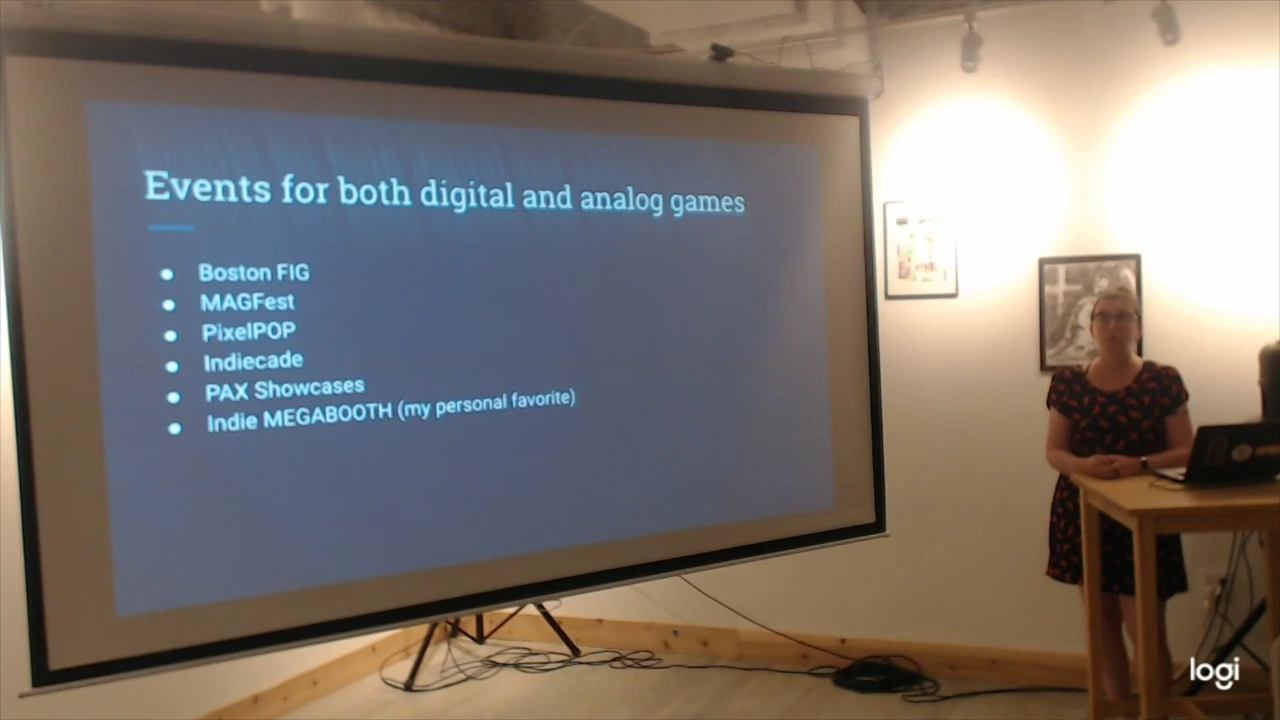 Events for both digital and analog games
Boston FIG
MAGFest
PixelPOP
Indiecade
PAX Showcases
Indie MEGABOOTH (my personal favorite)
logi